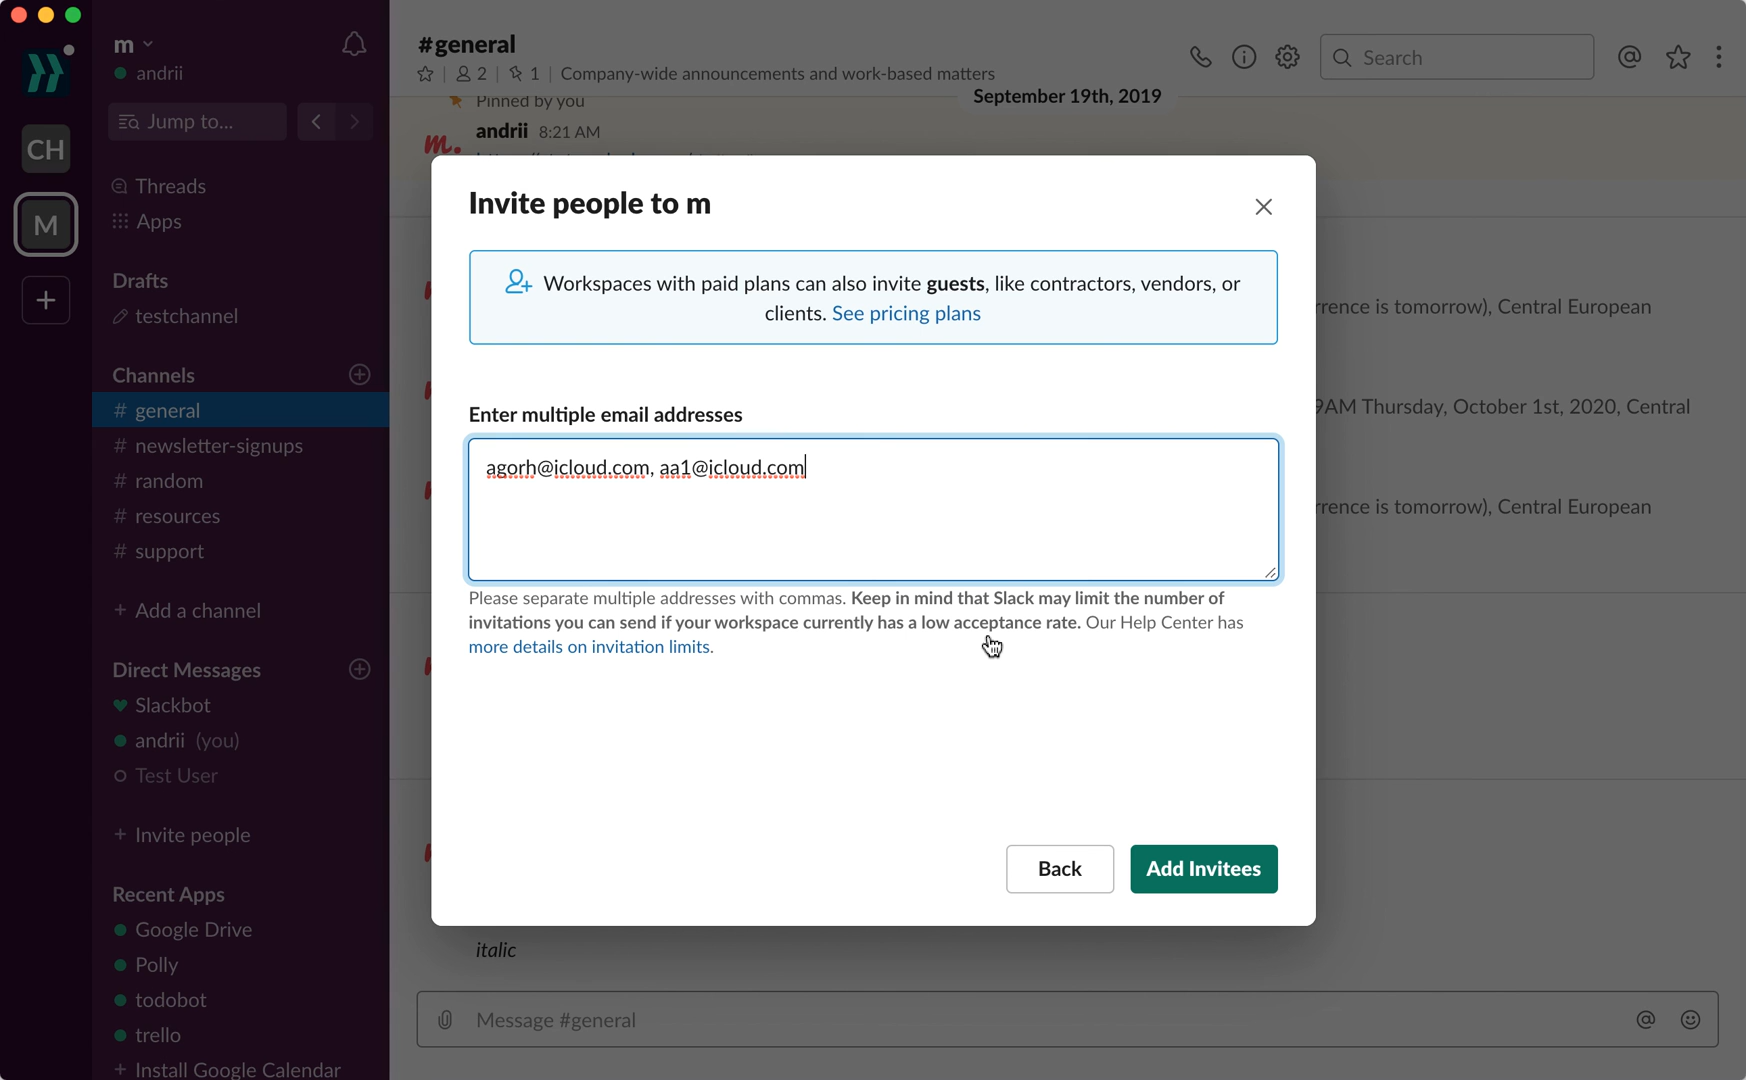 m
andrii
Jump to...
CH
M
Threads
Apps
Drafts
testchannel
Channels
# general
# newsletter-signups
# random
# resources
# support
+ Add a channel
Direct Messages
Slackbot
andrii (you)
Test User
+ Invite people
Recent Apps
Google Drive
Polly
todobot
trello
+ Install Google Calendar
#general
2 | 1 | Company-wide announcements and work-based matters
Search
Pinned by you
September 19th, 2019
andrii 8:21 AM
m.
Invite people to m
Workspaces with paid plans can also invite guests, like contractors, vendors, or
clients. See pricing plans
Enter multiple email addresses
agorh@icloud.com, aa1@icloud.com
Please separate multiple addresses with commas. Keep in mind that Slack may limit the number of
invitations you can send if your workspace currently has a low acceptance rate. Our Help Center has
more details on invitation limits.
Back
Add Invitees
is tomorrow), Central European
AM Thursday, October 1st, 2020, Central
is tomorrow), Central European
italic
Message #general